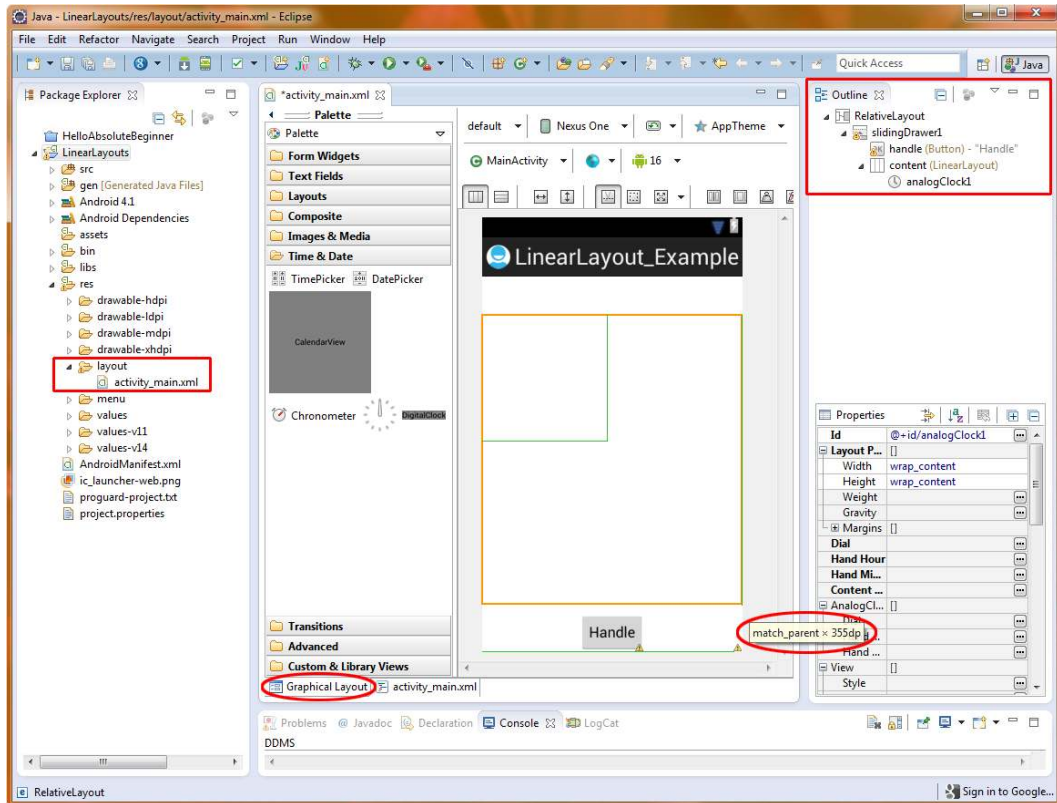 Java - LinearLayouts/res/layout/activity_main.xml - Eclipse
File Edit Refactor Navigate Search Project Run Window Help
Quick Access
Java
Package Explorer
HelloAbsoluteBeginner
LinearLayouts
src
gen [Generated Java Files]
Android 4.1
Android Dependencies
assets
bin
libs
res
drawable-hdpi
drawable-ldpi
drawable-mdpi
drawable-xhdpi
layout
activity_main.xml
menu
values
values-v11
values-v14
AndroidManifest.xml
ic_launcher-web.png
proguard-project.txt
project.properties
*activity_main.xml
Palette
Palette
Form Widgets
Text Fields
Layouts
Composite
Images & Media
Time & Date
TimePicker DatePicker
CalendarView
Chronometer DigitalClock
Transitions
Advanced
Custom & Library Views
default Nexus One AppTheme
MainActivity 16
LinearLayout_Example
Handle
match_parent × 355dp
Graphical Layout activity_main.xml
Outline
RelativeLayout
slidingDrawer1
handle (Button) - "Handle"
content (LinearLayout)
analogClock1
Properties
Id @+id/analogClock1
Layout P... []
Width wrap_content
Height wrap_content
Weight
Gravity
Margins []
Dial
Hand Hour
Hand Mi...
Content ...
AnalogCl... []
Hand ...
View []
Style
Problems @ Javadoc Declaration Console LogCat
DDMS
RelativeLayout
Sign in to Google...